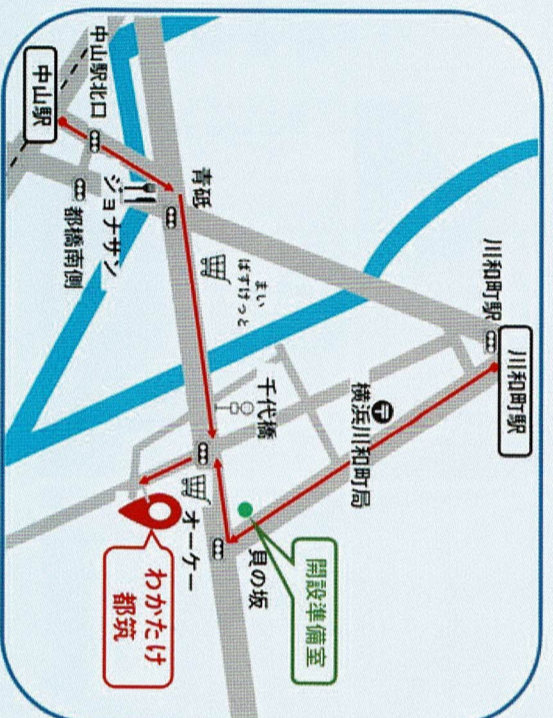 川和町駅
川和町駅
横浜川和町局
開設準備室
貝の坂
千代橋
まい
ばすけっと
オーケー
わかたけ
都筑
青砥
ジョナサン
都橋南側
中山駅北口
中山駅